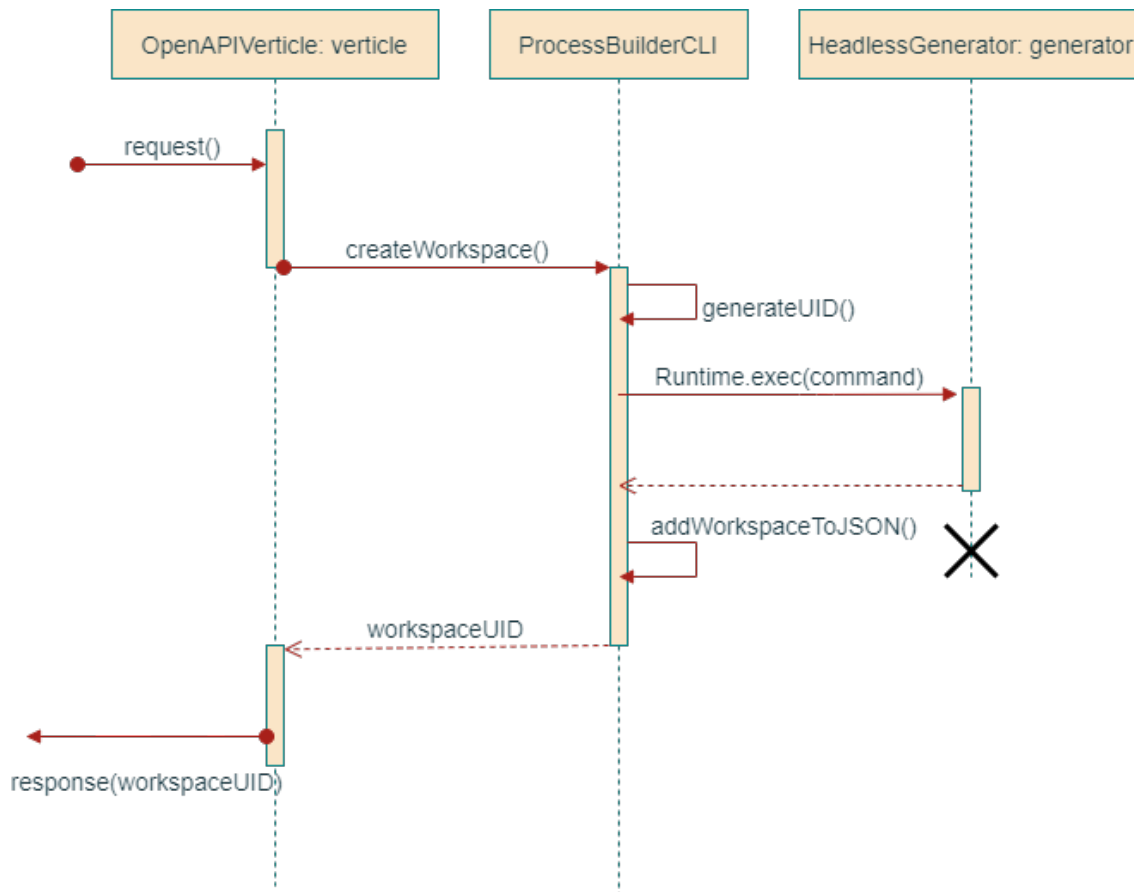 OpenAPIVerticle: verticle
ProcessBuilderCLI
HeadlessGenerator: generator
request()
createWorkspace()
generateUID()
Runtime.exec(command)
addWorkspaceToJSON()
workspaceUID
response(workspaceUID)